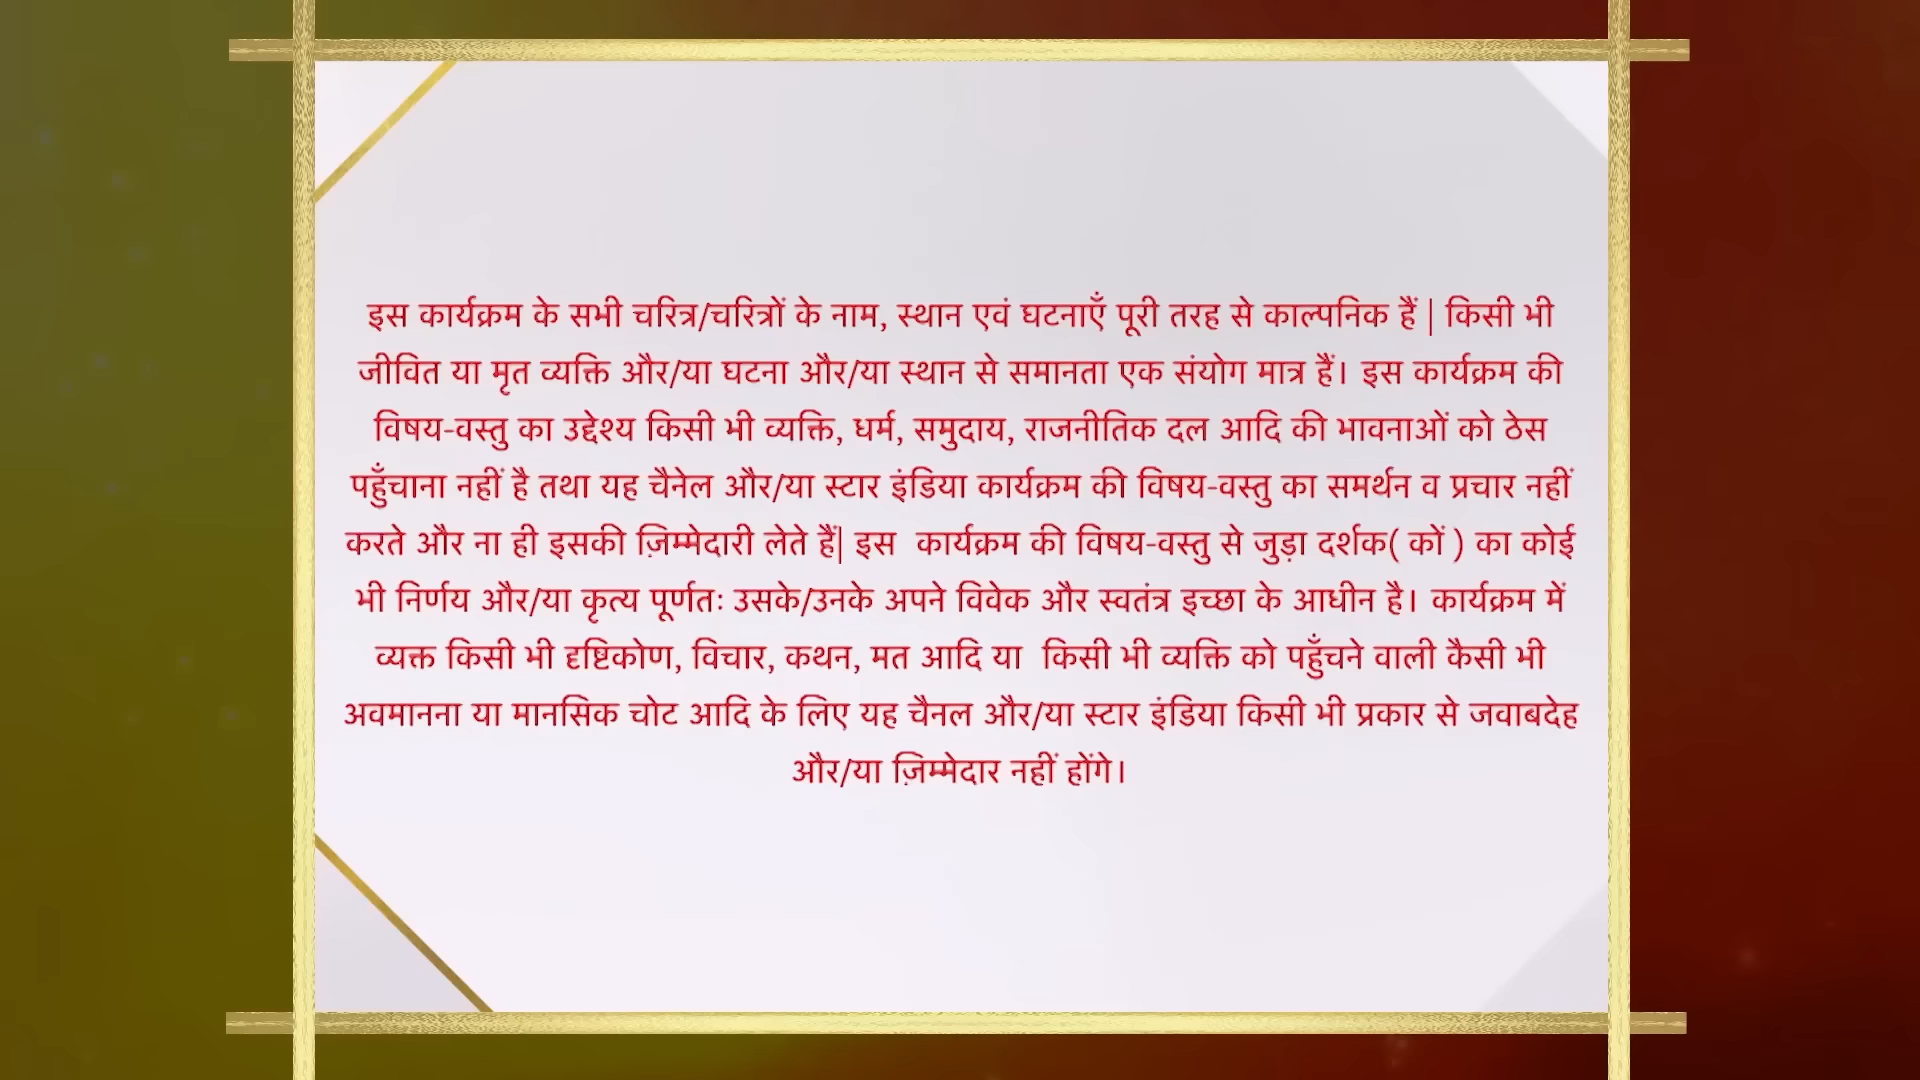 इस कार्यक्रम के सभी चरित्र/चरित्रों के नाम, स्थान एवं घटनाएँ पूरी तरह से काल्पनिक हैं | किसी भी
जीवित या मृत व्यक्ति और/या घटना और/या स्थान से समानता एक संयोग मात्र हैं। इस कार्यक्रम की
विषय-वस्तु का उद्देश्य किसी भी व्यक्ति, धर्म, समुदाय, राजनीतिक दल आदि की भावनाओं को ठेस
पहुँचाना नहीं है तथा यह चैनेल और/या स्टार इंडिया कार्यक्रम की विषय-वस्तु का समर्थन व प्रचार नहीं
करते और ना ही इसकी ज़िम्मेदारी लेते हैं| इस  कार्यक्रम की विषय-वस्तु से जुड़ा दर्शक( कों ) का कोई
भी निर्णय और/या कृत्य पूर्णतः उसके/उनके अपने विवेक और स्वतंत्र इच्छा के आधीन है। कार्यक्रम में
व्यक्त किसी भी दृष्टिकोण, विचार, कथन, मत आदि या  किसी भी व्यक्ति को पहुँचने वाली कैसी भी
अवमानना या मानसिक चोट आदि के लिए यह चैनल और/या स्टार इंडिया किसी भी प्रकार से जवाबदेह
और/या ज़िम्मेदार नहीं होंगे।